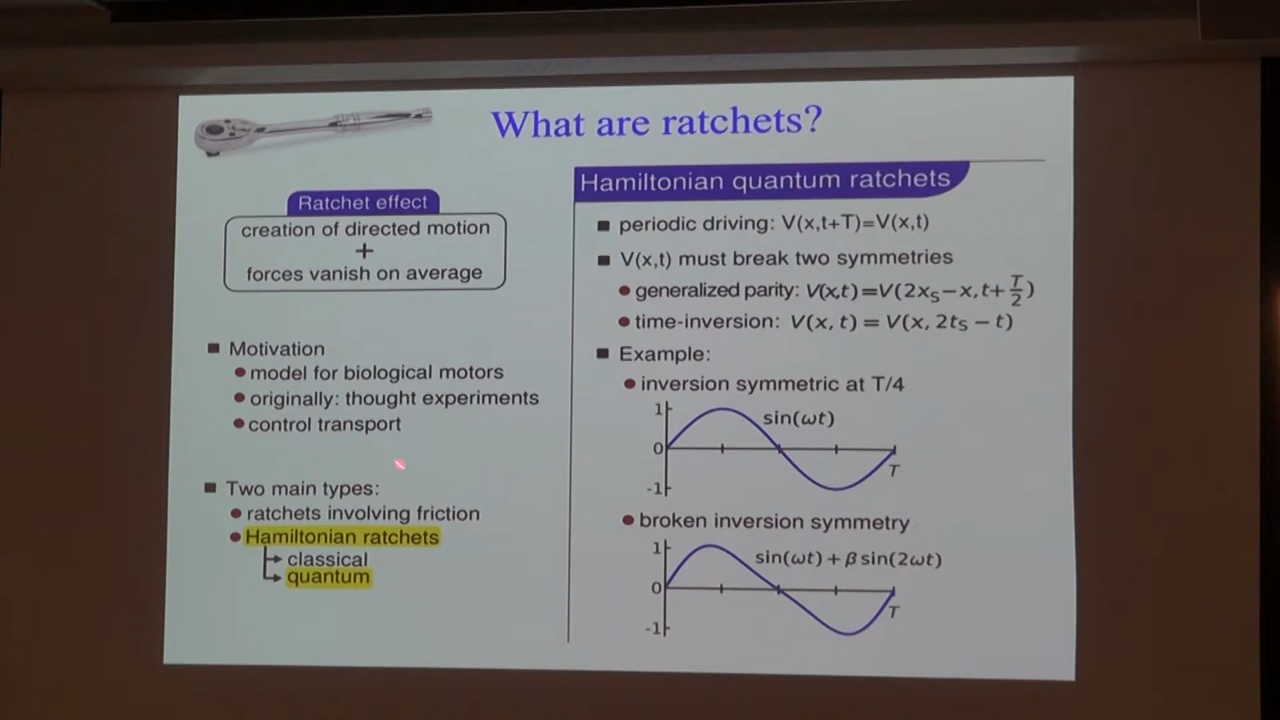 What are ratchets?
Ratchet effect
creation of directed motion
+
forces vanish on average
Motivation
model for biological motors
originally: thought experiments
control transport
Two main types:
ratchets involving friction
Hamiltonian ratchets
classical
quantum
Hamiltonian quantum ratchets
periodic driving: V(x,t+T)=V(x,t)
V(x,t) must break two symmetries
generalized parity: V(x,t)=V(2x_S−x,t+T/2)
time-inversion: V(x, t) = V(x, 2t_S − t)
Example:
inversion symmetric at T/4
1
sin(ωt)
0
T
-1
broken inversion symmetry
1
sin(ωt) + β sin(2ωt)
0
T
-1